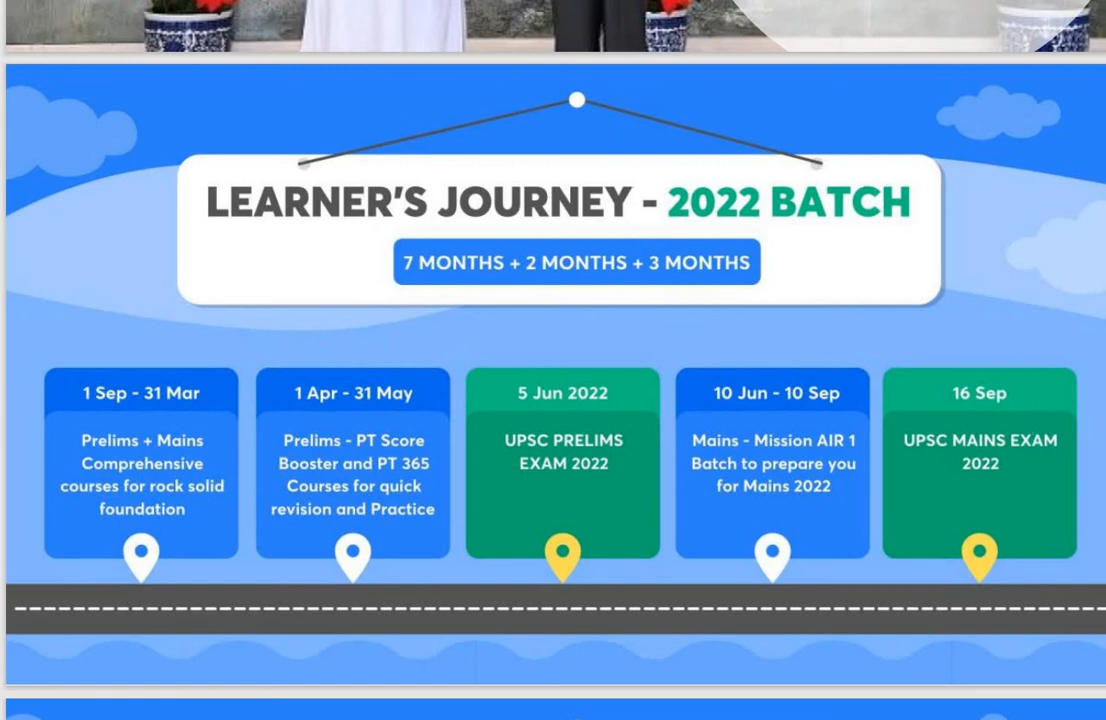 LEARNER'S JOURNEY - 2022 BATCH
7 MONTHS + 2 MONTHS + 3 MONTHS
1 Sep - 31 Mar
Prelims + Mains
Comprehensive
courses for rock solid
foundation
1 Apr - 31 May
Prelims - PT Score
Booster and PT 365
Courses for quick
revision and Practice
5 Jun 2022
UPSC PRELIMS
EXAM 2022
10 Jun - 10 Sep
Mains - Mission AIR 1
Batch to prepare you
for Mains 2022
16 Sep
UPSC MAINS EXAM
2022